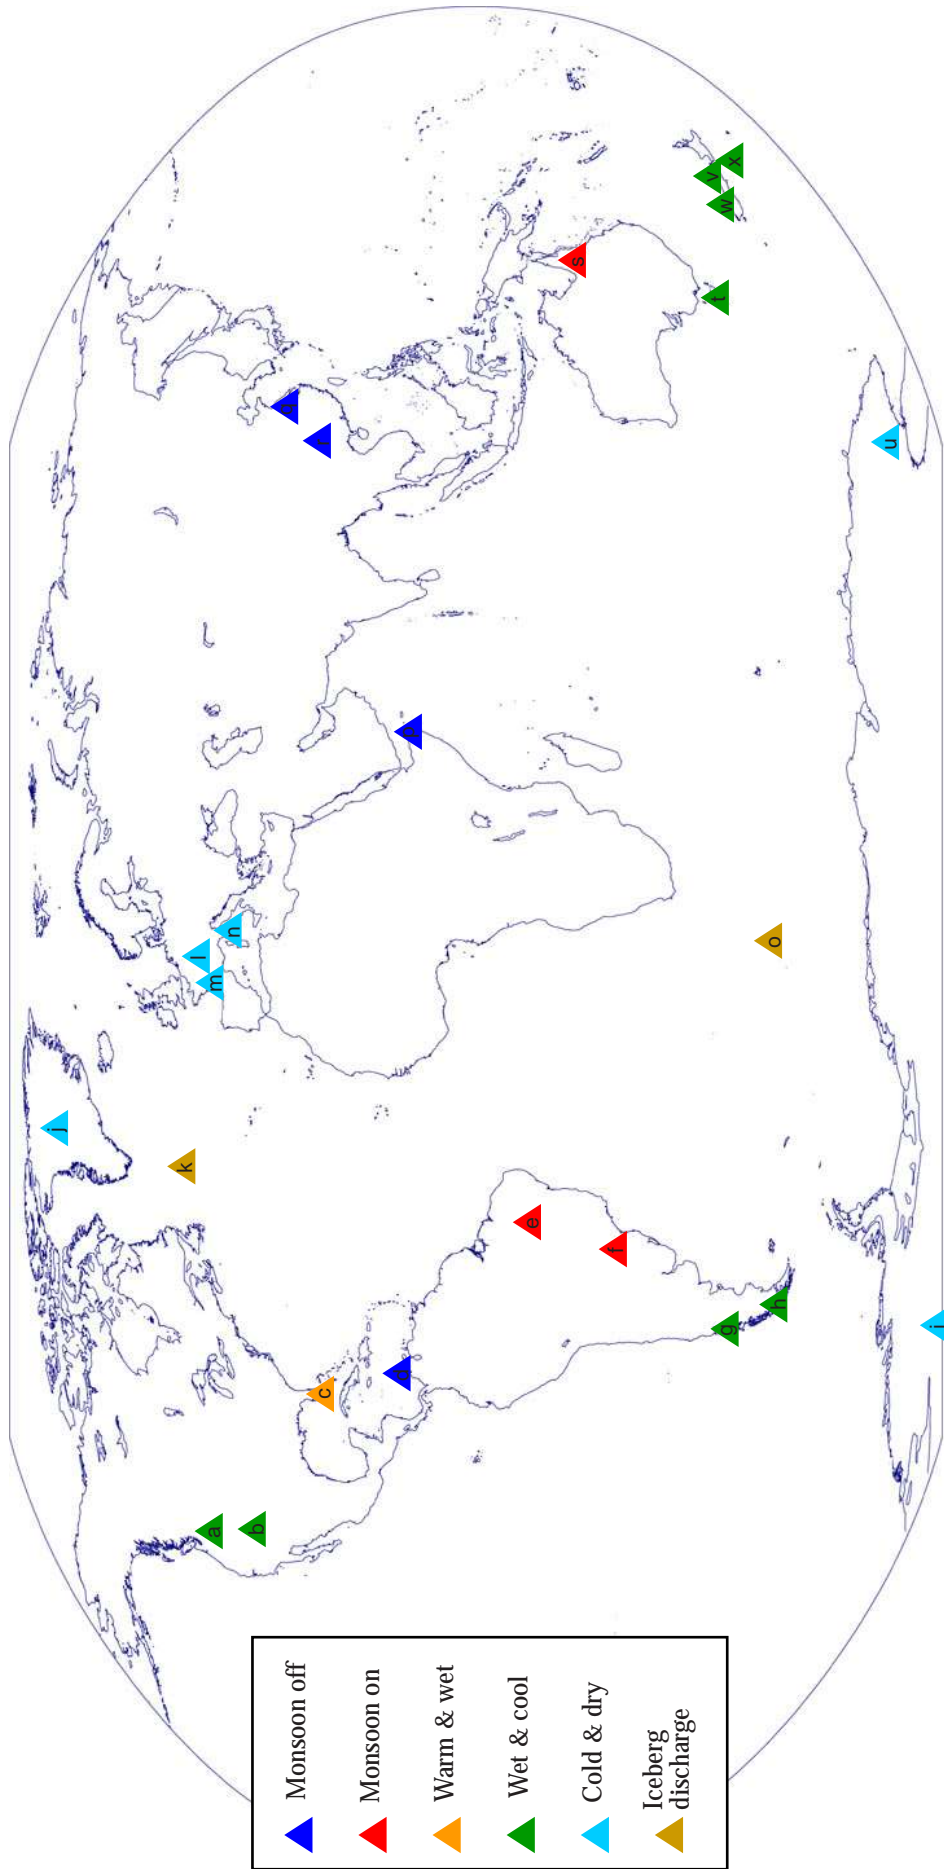 Monsoon off
Monsoon on
Warm & wet
Wet & cool
Cold & dry
Iceberg
discharge
a
b
c
d
e
f
g
h
i
j
k
l
m
n
o
p
q
r
s
t
u
v
w
x